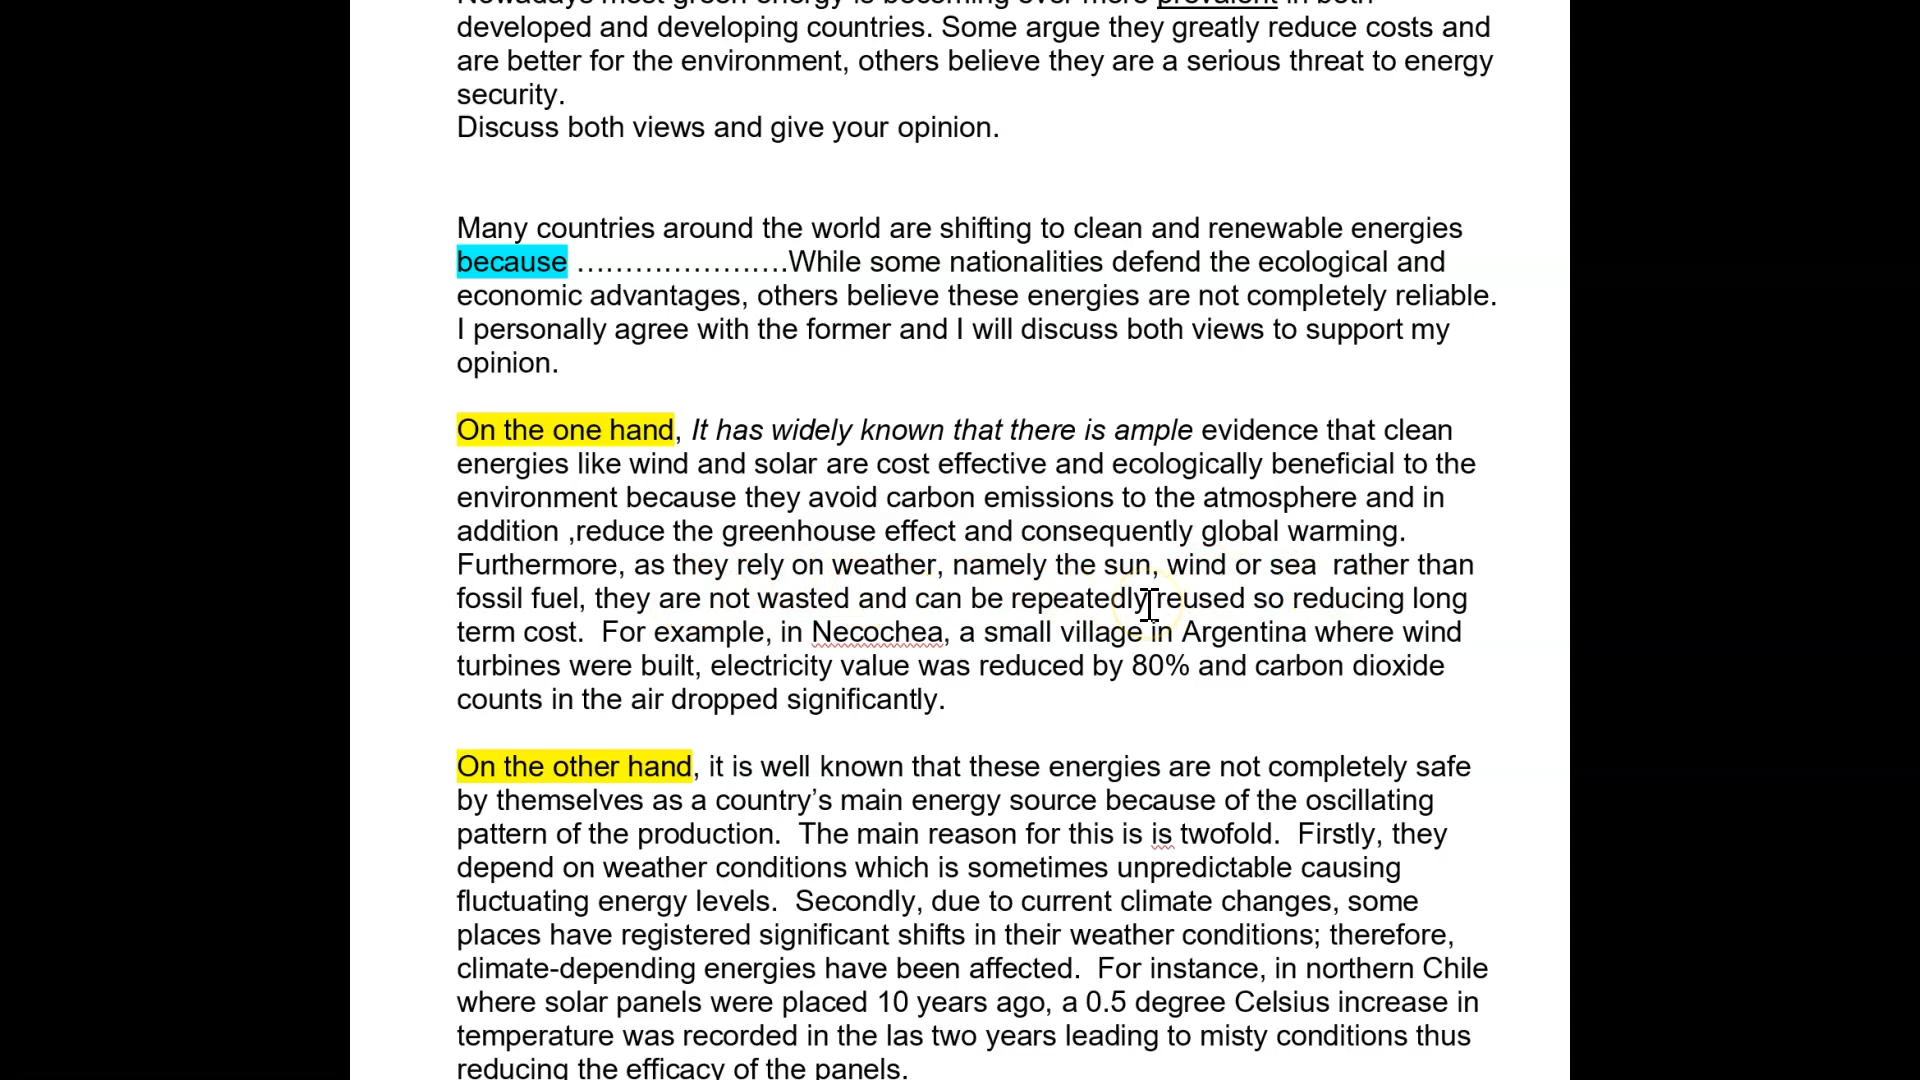 Nowadays most green energy is becoming ever more prevalent in both
developed and developing countries. Some argue they greatly reduce costs and
are better for the environment, others believe they are a serious threat to energy
security.
Discuss both views and give your opinion.
Many countries around the world are shifting to clean and renewable energies
because ………………….While some nationalities defend the ecological and
economic advantages, others believe these energies are not completely reliable.
I personally agree with the former and I will discuss both views to support my
opinion.
On the one hand, It has widely known that there is ample evidence that clean
energies like wind and solar are cost effective and ecologically beneficial to the
environment because they avoid carbon emissions to the atmosphere and in
addition ,reduce the greenhouse effect and consequently global warming.
Furthermore, as they rely on weather, namely the sun, wind or sea  rather than
fossil fuel, they are not wasted and can be repeatedly reused so reducing long
term cost.  For example, in Necochea, a small village in Argentina where wind
turbines were built, electricity value was reduced by 80% and carbon dioxide
counts in the air dropped significantly.
On the other hand, it is well known that these energies are not completely safe
by themselves as a country’s main energy source because of the oscillating
pattern of the production.  The main reason for this is is twofold.  Firstly, they
depend on weather conditions which is sometimes unpredictable causing
fluctuating energy levels.  Secondly, due to current climate changes, some
places have registered significant shifts in their weather conditions; therefore,
climate-depending energies have been affected.  For instance, in northern Chile
where solar panels were placed 10 years ago, a 0.5 degree Celsius increase in
temperature was recorded in the las two years leading to misty conditions thus
reducing the efficacy of the panels.